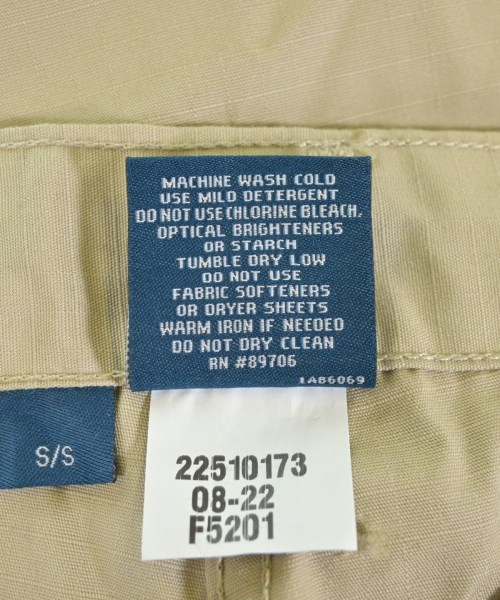 MACHINE WASH COLD
USE MILD DETERGENT
DO NOT USE CHLORINE BLEACH,
OPTICAL BRIGHTENERS
OR STARCH
TUMBLE DRY LOW
DO NOT USE
FABRIC SOFTENERS
OR DRYER SHEETS
WARM IRON IF NEEDED
DO NOT DRY CLEAN
RN #89706
LAB6069
S/S
22510173
08-22
F5201